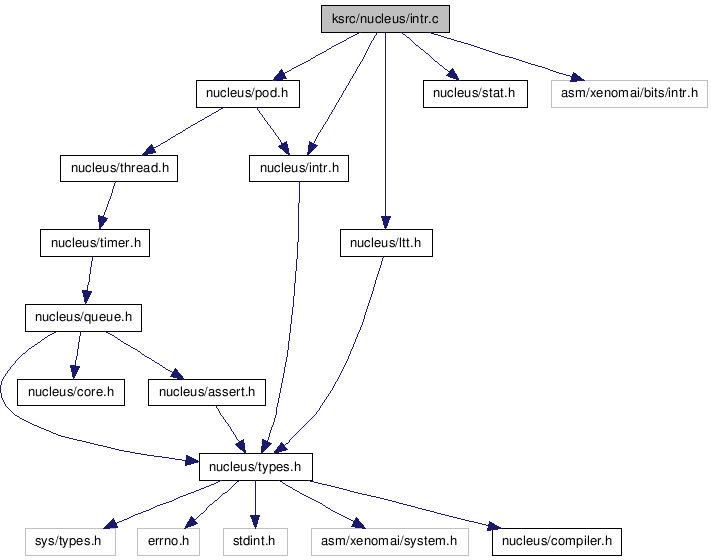 ksrc/nucleus/intr.c
nucleus/pod.h
nucleus/stat.h
asm/xenomai/bits/intr.h
nucleus/thread.h
nucleus/intr.h
nucleus/timer.h
nucleus/ltt.h
nucleus/queue.h
nucleus/core.h
nucleus/assert.h
nucleus/types.h
sys/types.h
errno.h
stdint.h
asm/xenomai/system.h
nucleus/compiler.h